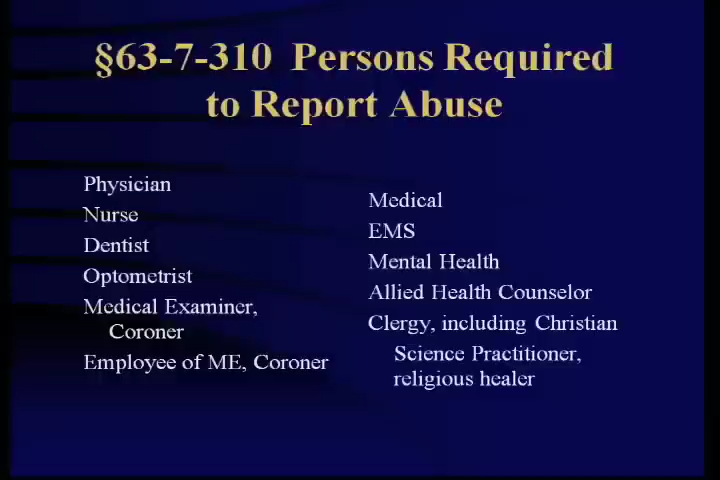 §63-7-310 Persons Required
to Report Abuse
Physician
Nurse
Dentist
Optometrist
Medical Examiner,
Coroner
Employee of ME, Coroner
Medical
EMS
Mental Health
Allied Health Counselor
Clergy, including Christian
Science Practitioner,
religious healer